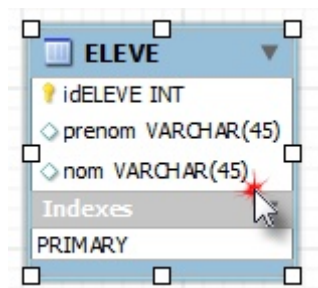 ELEVE
idELEVE INT
prenom VARCHAR(45)
nom VARCHAR(45)
Indexes
PRIMARY